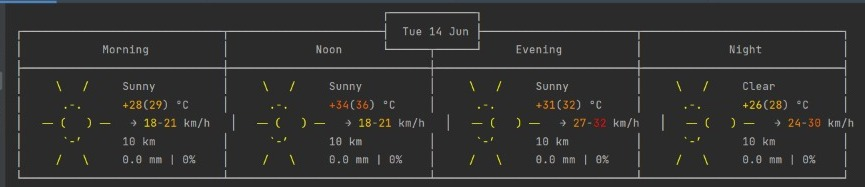 Tue 14 Jun
Morning Noon Evening Night
Sunny Sunny Sunny Clear
+28(29) °C +34(36) °C +31(32) °C +26(28) °C
→ 18-21 km/h → 18-21 km/h → 27-32 km/h → 24-30 km/h
10 km 10 km 10 km 10 km
0.0 mm | 0% 0.0 mm | 0% 0.0 mm | 0% 0.0 mm | 0%